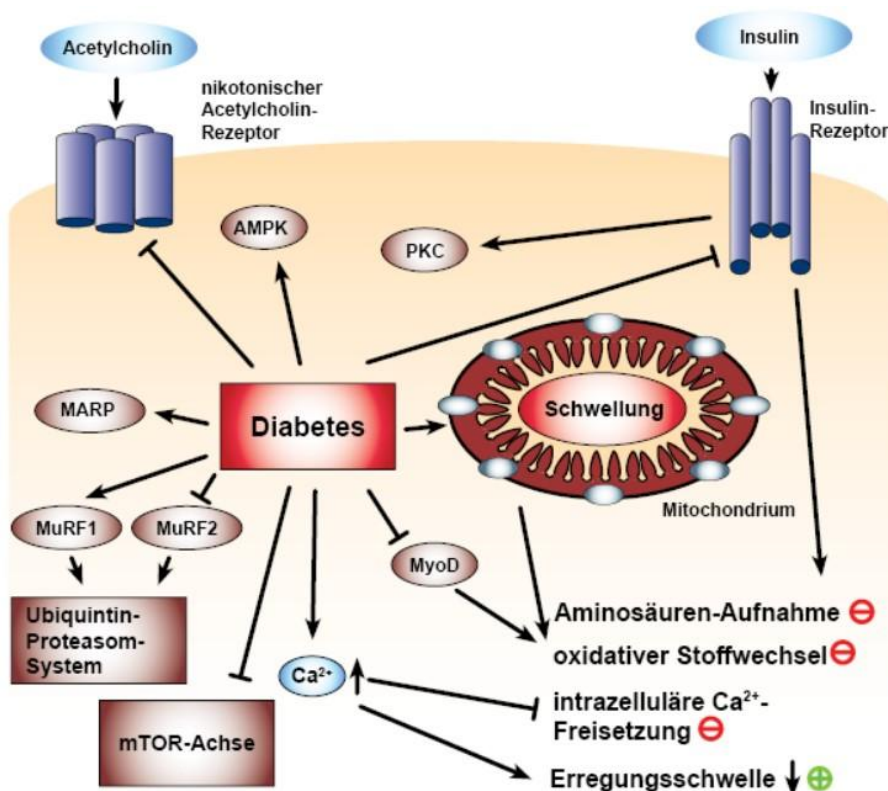 Acetylcholin
Insulin
nikotonischer
Acetylcholin-
Rezeptor
Insulin-
Rezeptor
AMPK
PKC
MARP
Diabetes
Schwellung
Mitochondrium
MuRF1
MuRF2
MyoD
Ubiquintin-
Proteasom-
System
Ca²⁺
mTOR-Achse
Aminosäuren-Aufnahme ⊖
oxidativer Stoffwechsel ⊖
intrazelluläre Ca²⁺-
Freisetzung ⊖
Erregungsschwelle ↓ ⊕